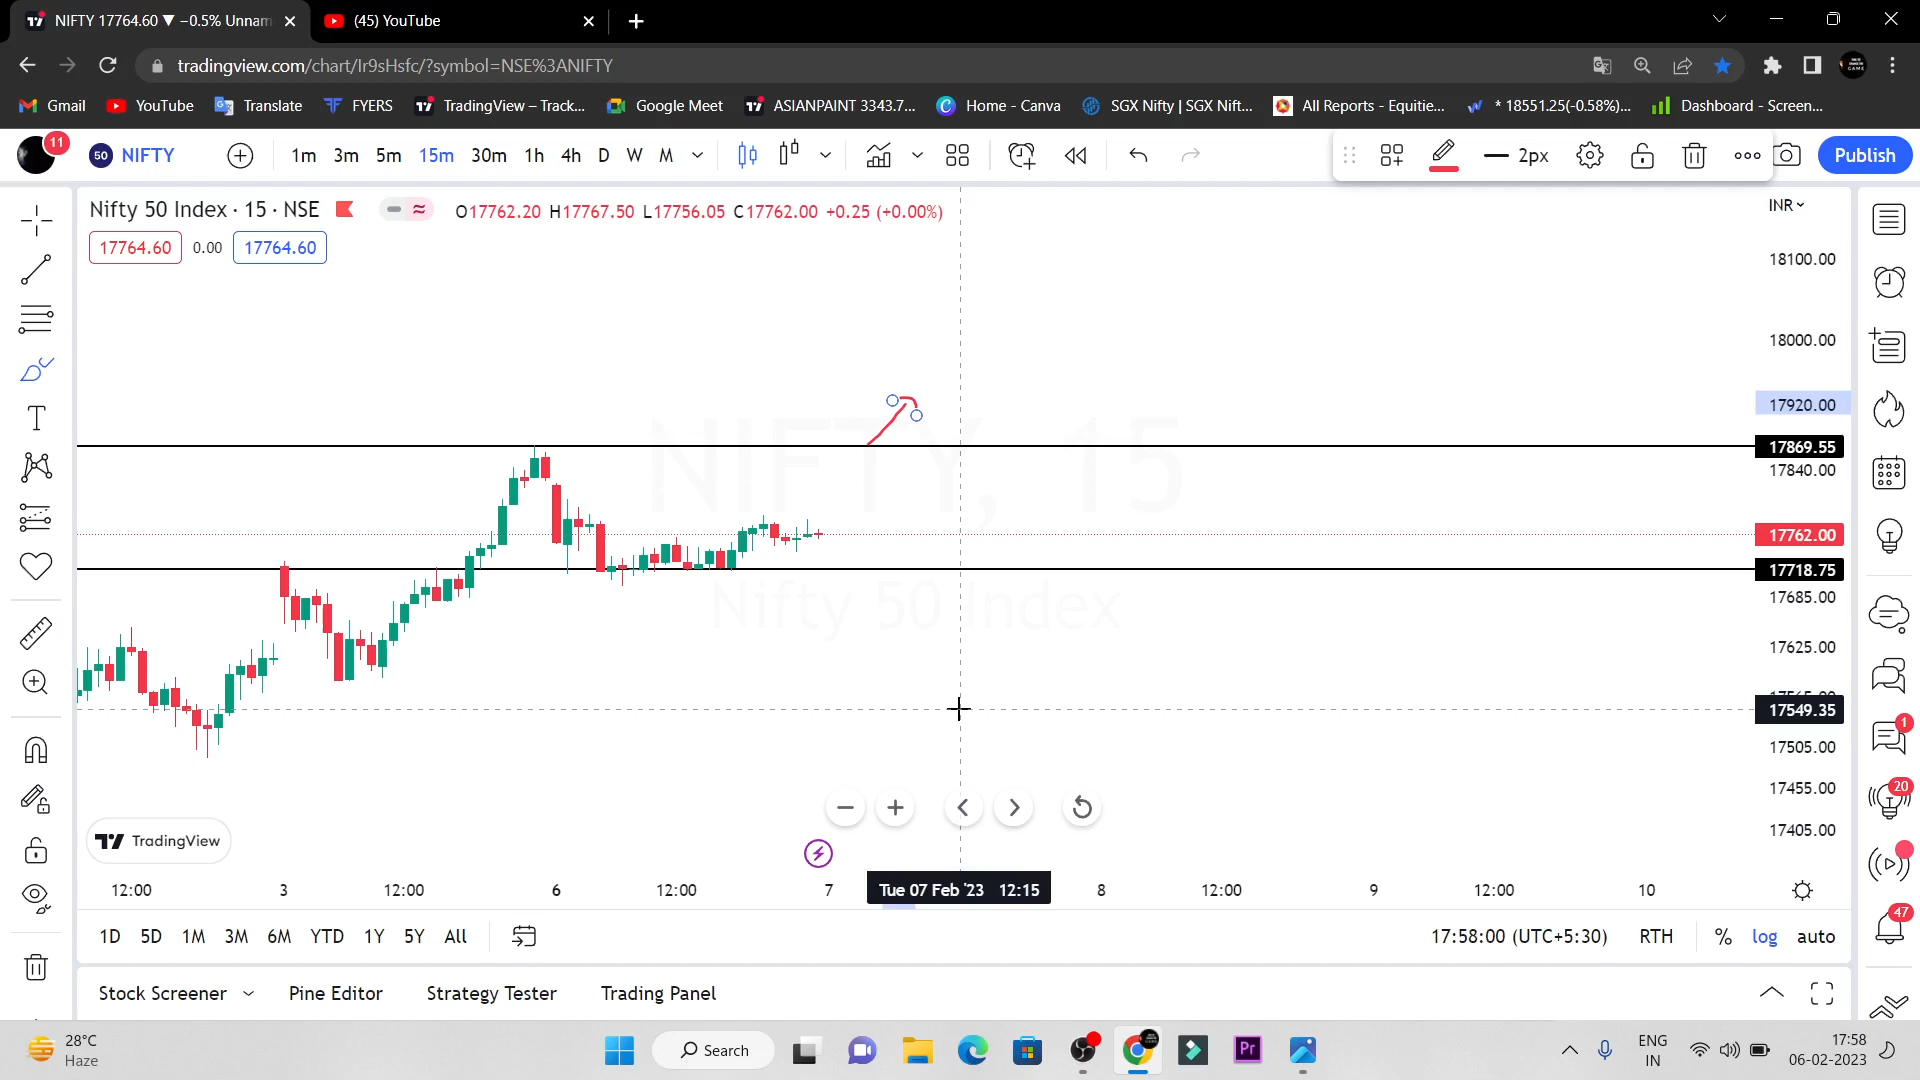 NIFTY 17764.60 ▼ −0.5% Unnam
(45) YouTube
tradingview.com/chart/Ir9sHsfc/?symbol=NSE%3ANIFTY
Gmail YouTube Translate FYERS TradingView – Track... Google Meet ASIANPAINT 3343.7... Home - Canva SGX Nifty | SGX Nift... All Reports - Equitie... * 18551.25(-0.58%)... Dashboard - Screen...
11 50 NIFTY 1m 3m 5m 15m 30m 1h 4h D W M 2px Publish
Nifty 50 Index · 15 · NSE O17762.20 H17767.50 L17756.05 C17762.00 +0.25 (+0.00%)
INR
17764.60 0.00 17764.60
18100.00
18000.00
17920.00
17869.55
17840.00
17762.00
17718.75
17685.00
17625.00
17549.35
17505.00
17455.00
17405.00
NIFTY, 15
Nifty 50 Index
TradingView
12:00 3 12:00 6 12:00 7 Tue 07 Feb '23 12:15 8 12:00 9 12:00 10
1D 5D 1M 3M 6M YTD 1Y 5Y All 17:58:00 (UTC+5:30) RTH % log auto
Stock Screener Pine Editor Strategy Tester Trading Panel
1
20
47
28°C
Haze
Search
Pr
ENG
IN
17:58
06-02-2023